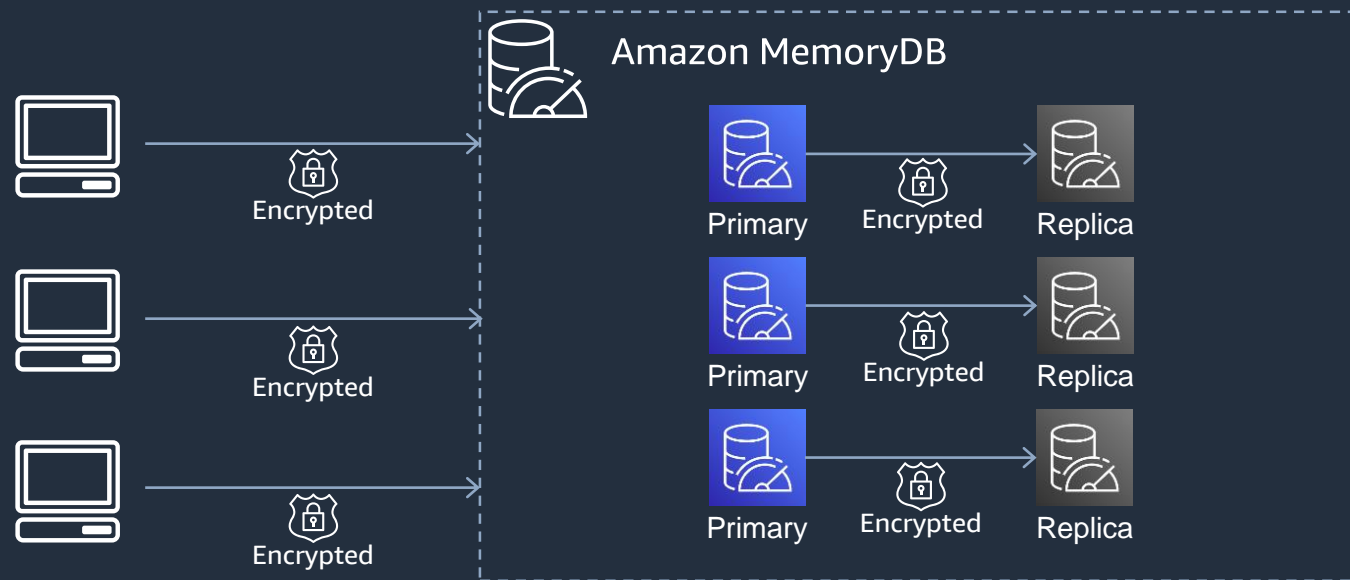 Amazon MemoryDB
Encrypted
Primary
Encrypted
Replica
Encrypted
Primary
Encrypted
Replica
Encrypted
Primary
Encrypted
Replica